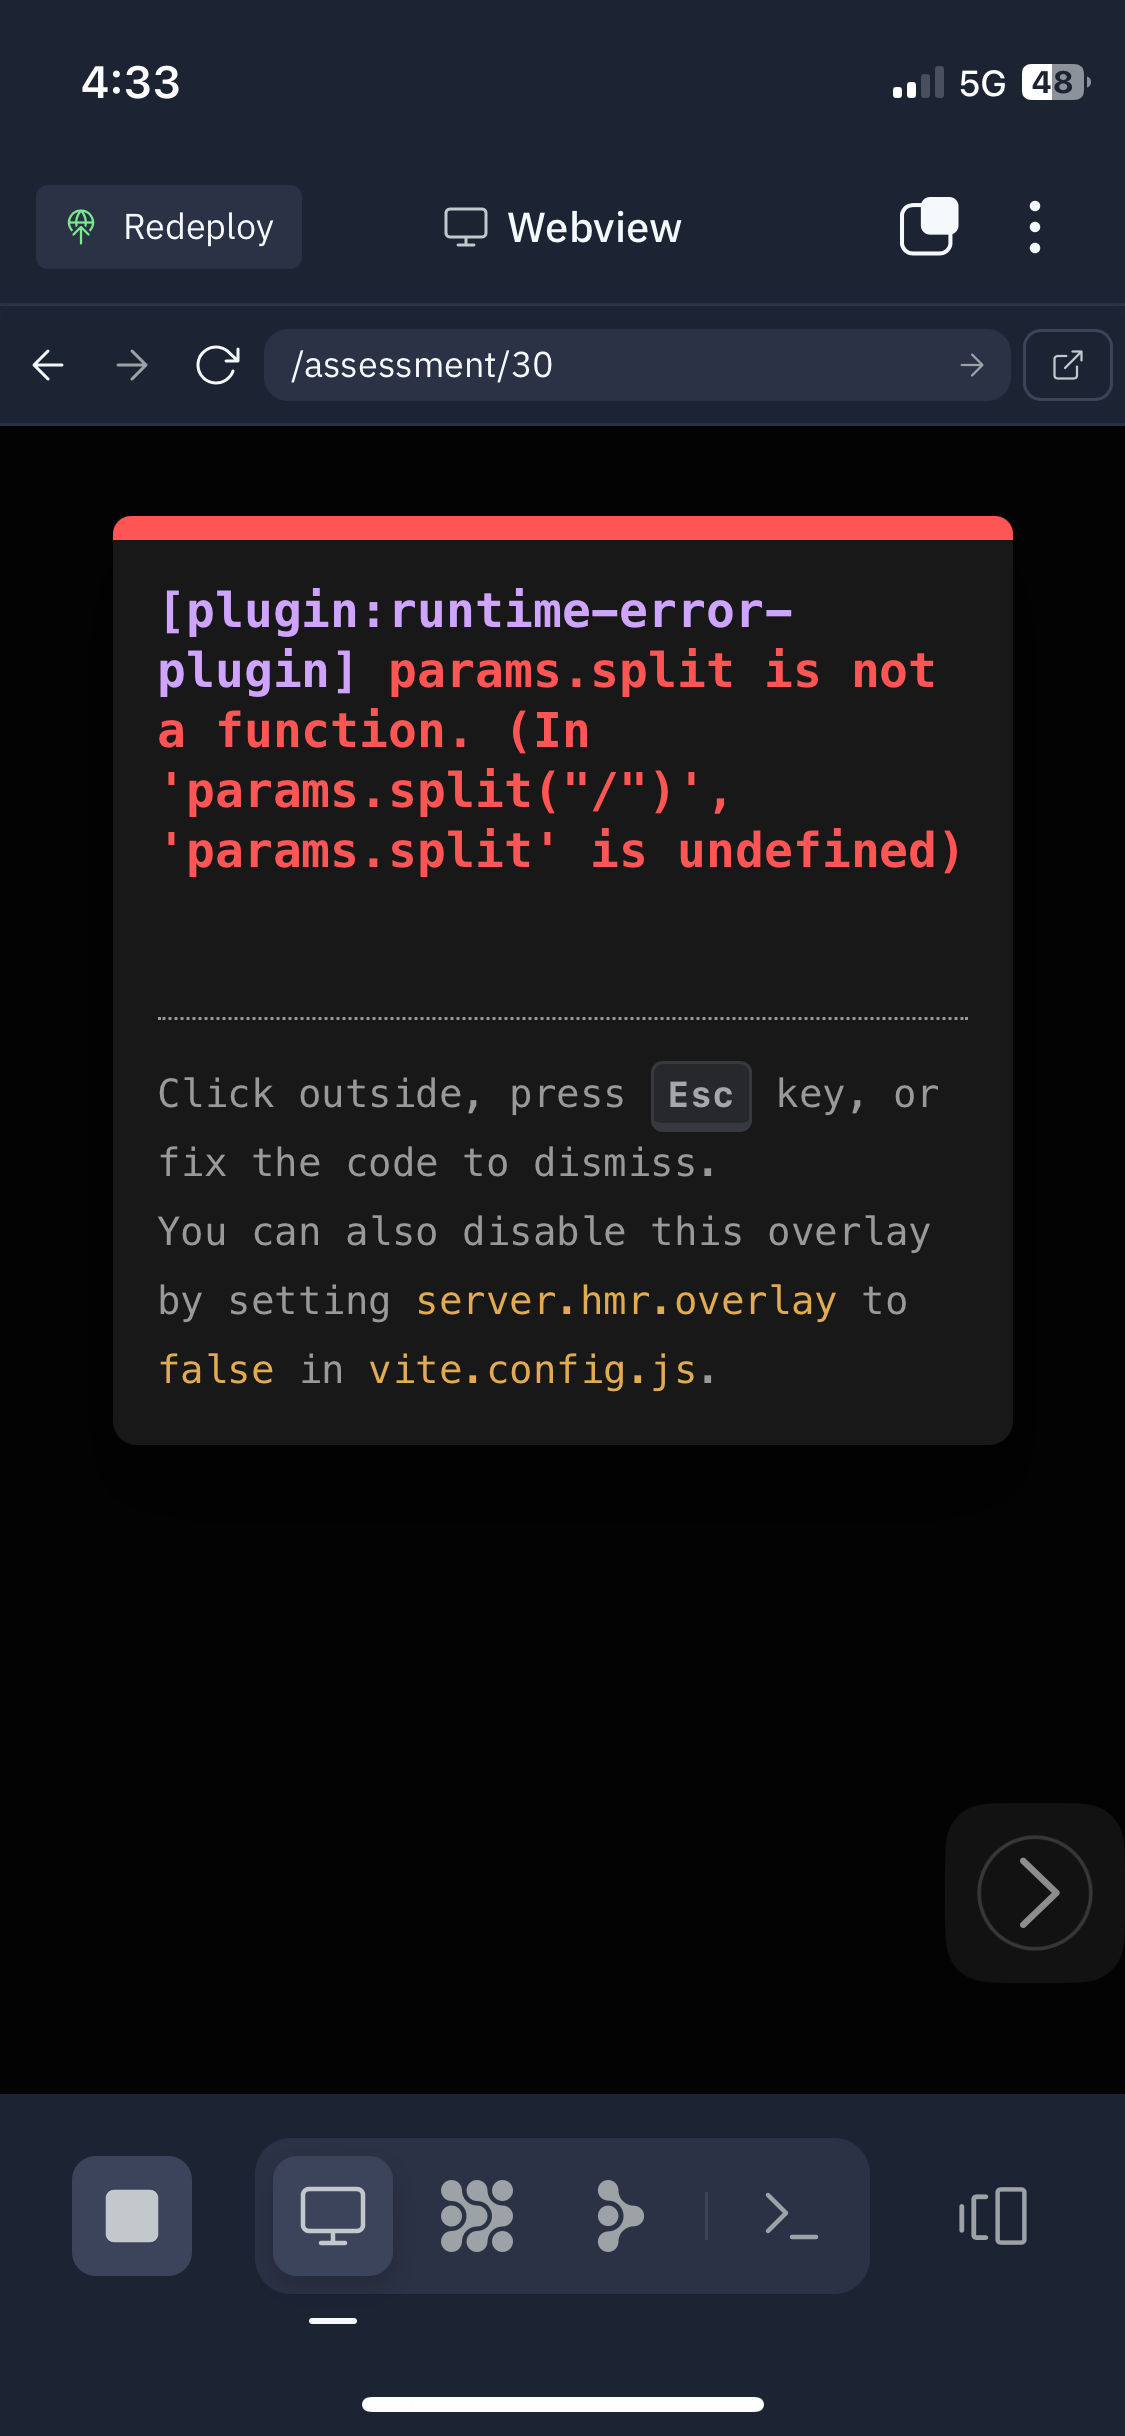 4:33
5G
48
Redeploy
Webview
/assessment/30
[plugin:runtime-error-
plugin] params.split is not
a function. (In
'params.split("/")',
'params.split' is undefined)
Click outside, press Esc key, or
fix the code to dismiss.
You can also disable this overlay
by setting server.hmr.overlay to
false in vite.config.js.